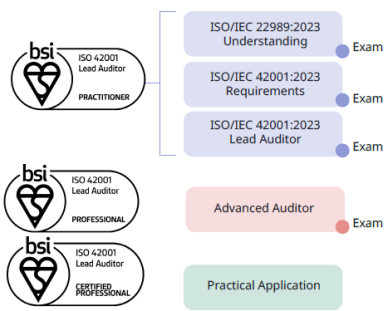 bsi
ISO 42001
Lead Auditor
PRACTITIONER
ISO/IEC 22989:2023
Understanding
Exam
ISO/IEC 42001:2023
Requirements
Exam
ISO/IEC 42001:2023
Lead Auditor
Exam
bsi
ISO 42001
Lead Auditor
PROFESSIONAL
Advanced Auditor
Exam
bsi
ISO 42001
Lead Auditor
CERTIFIED
PROFESSIONAL
Practical Application